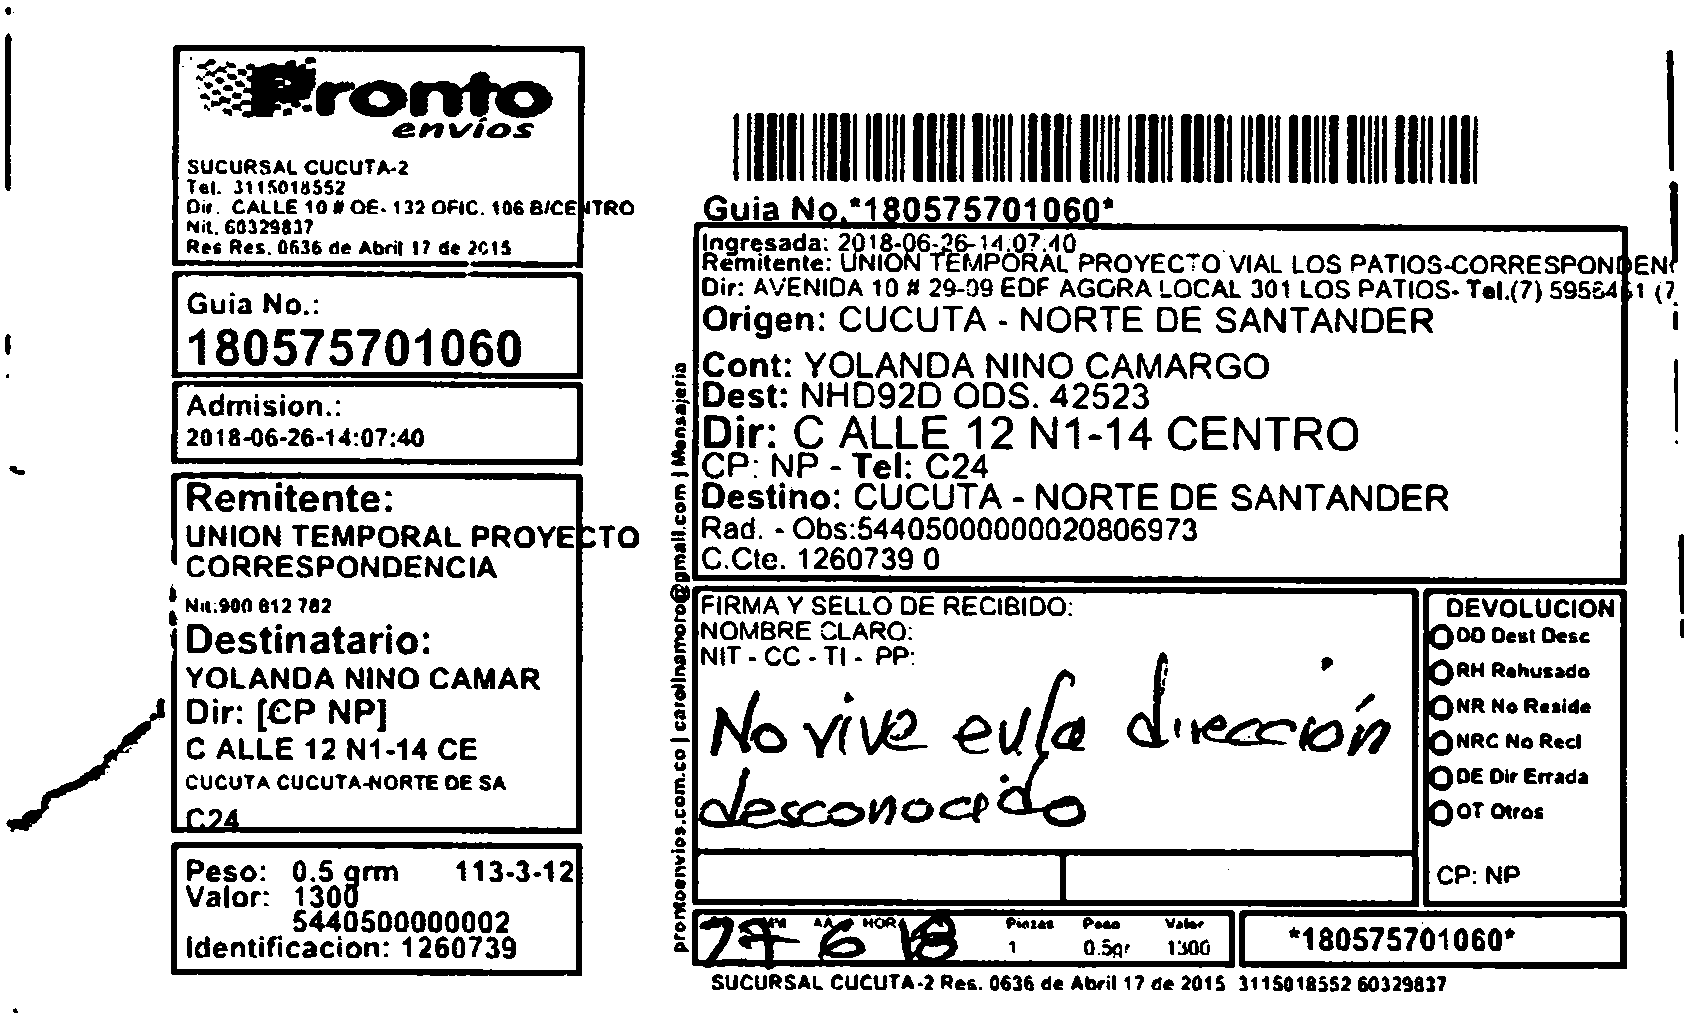 Pronto
envíos
SUCURSAL CUCUTA-2
Tel. 3115018552
Dir. CALLE 10 # OE-132 OFIC. 106 B/CENTRO
Nit. 60329837
Res Res. 0636 de Abril 17 de 2015
Guia No.:
180575701060
Admision.:
2018-06-26-14:07:40
Remitente:
UNION TEMPORAL PROYECTO
CORRESPONDENCIA
Nit:900 812 782
Destinatario:
YOLANDA NINO CAMAR
Dir: [CP NP]
C ALLE 12 N1-14 CE
CUCUTA CUCUTA-NORTE DE SA
C24
Peso: 0.5 grm 113-3-12
Valor: 1300
5440500000002
Identificacion: 1260739
prontoenvios.com.co | carolinamoro@gmail.com | Mensajeria
Guia No.*180575701060*
Ingresada: 2018-06-26-14:07:40
Remitente: UNION TEMPORAL PROYECTO VIAL LOS PATIOS-CORRESPONDEN
Dir: AVENIDA 10 # 29-09 EDF AGORA LOCAL 301 LOS PATIOS- Tel.(7) (7
Origen: CUCUTA - NORTE DE SANTANDER
Cont: YOLANDA NINO CAMARGO
Dest: NHD92D ODS. 42523
Dir: C ALLE 12 N1-14 CENTRO
CP: NP - Tel: C24
Destino: CUCUTA - NORTE DE SANTANDER
Rad. - Obs:54405000000020806973
C.Cte. 1260739 0
FIRMA Y SELLO DE RECIBIDO:
NOMBRE CLARO:
NIT - CC - TI - PP:
No vive en la dirección
desconocido
DEVOLUCION
DD Dest Desc
RH Rehusado
NR No Reside
NRC No Recl
DE Dir Errada
OT Otros
CP: NP
MM AA HORA Piezas Peso Valor
27 6 18 1 0.5gr 1300
*180575701060*
SUCURSAL CUCUTA-2 Res. 0636 de Abril 17 de 2015 3115018552 60329837